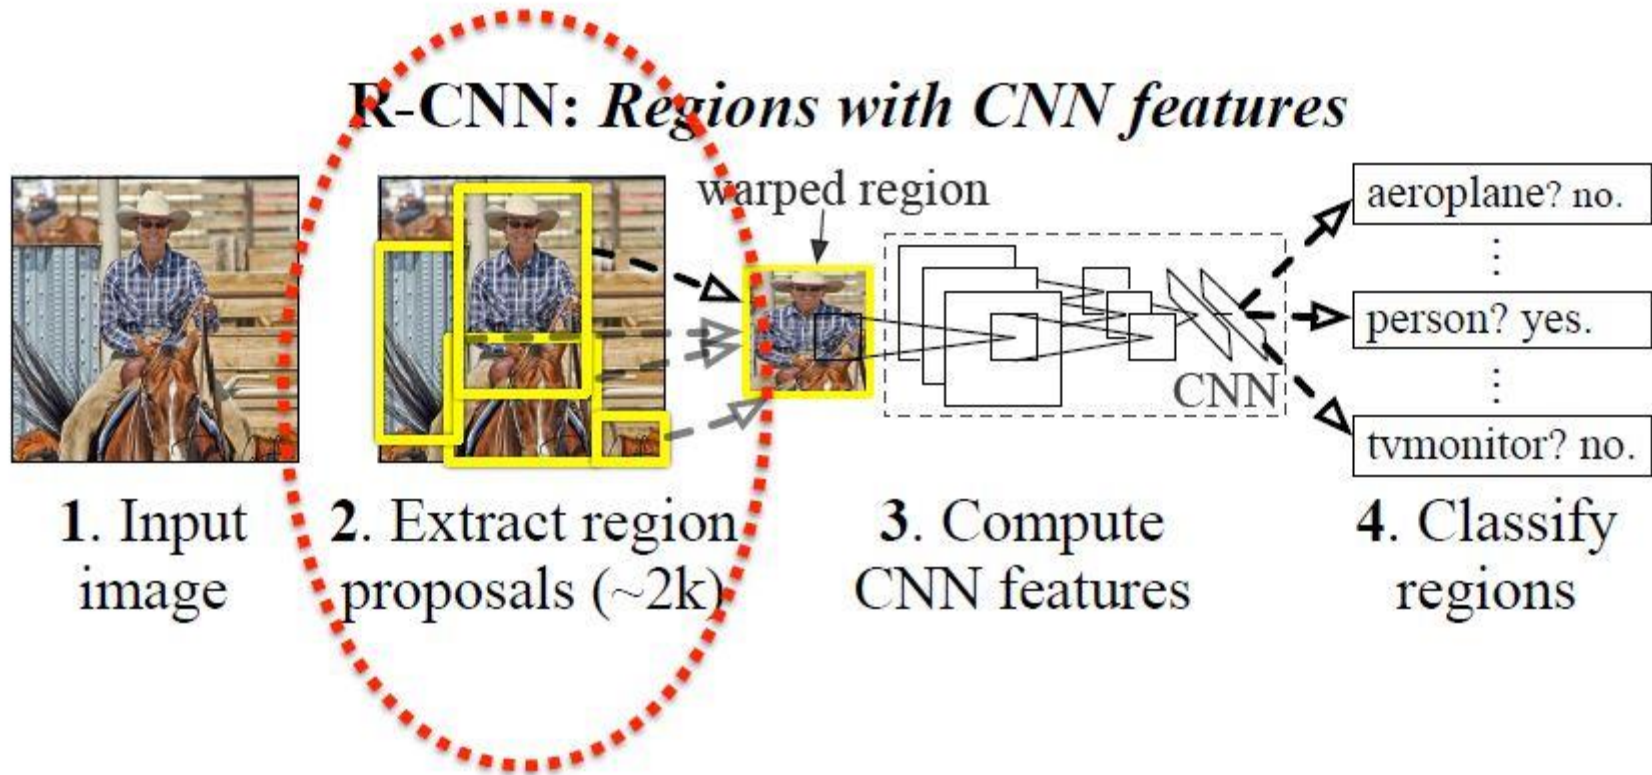 R-CNN: Regions with CNN features
warped region
aeroplane? no.
person? yes.
tvmonitor? no.
CNN
1. Input
image
2. Extract region
proposals (~2k)
3. Compute
CNN features
4. Classify
regions